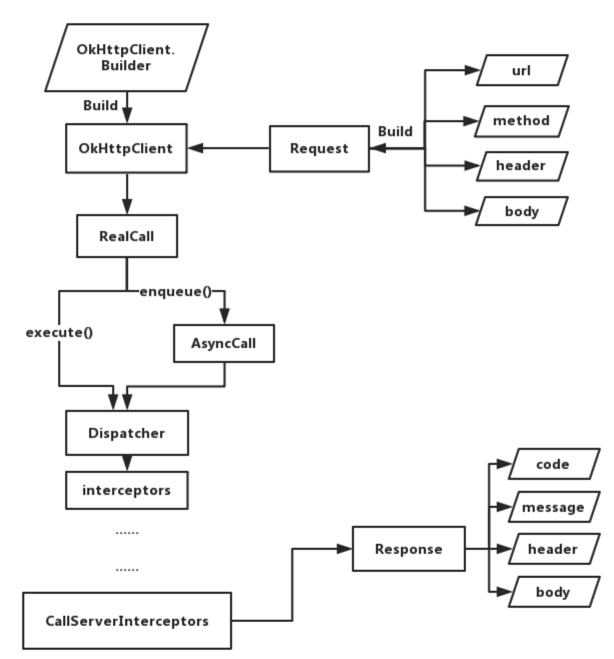 OkHttpClient.
Builder
Build
OkHttpClient
Request
Build
url
method
header
body
RealCall
enqueue()
execute()
AsyncCall
Dispatcher
interceptors
......
......
CallServerInterceptors
Response
code
message
header
body